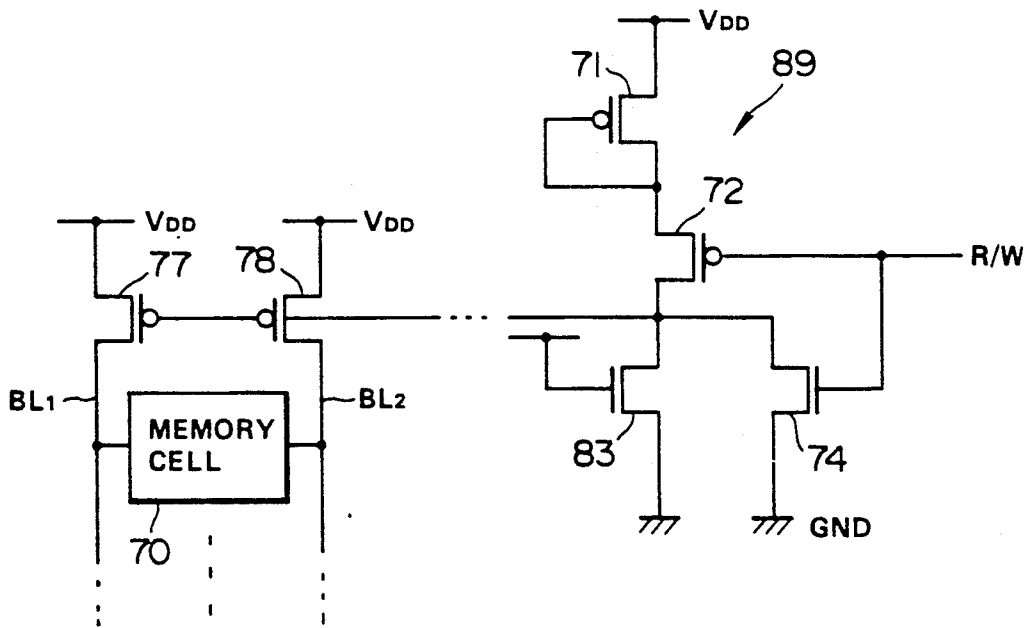 VDD
71
89
72
VDD
VDD
77
78
R/W
BL1
BL2
MEMORY
CELL
83
74
70
GND